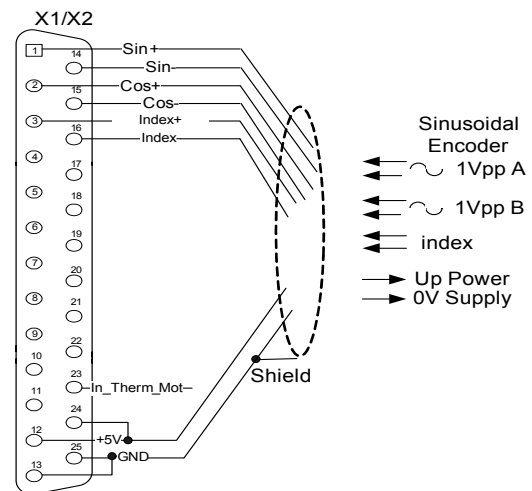 X1/X2
1
14
Sin+
Sin-
2
15
Cos+
Cos-
3
16
Index+
Index-
4
17
5
18
6
19
7
20
8
21
9
22
10
23
In_Therm_Mot
11
24
12
+5V
25
GND
13
Shield
Sinusoidal
Encoder
1Vpp A
1Vpp B
index
Up Power
0V Supply